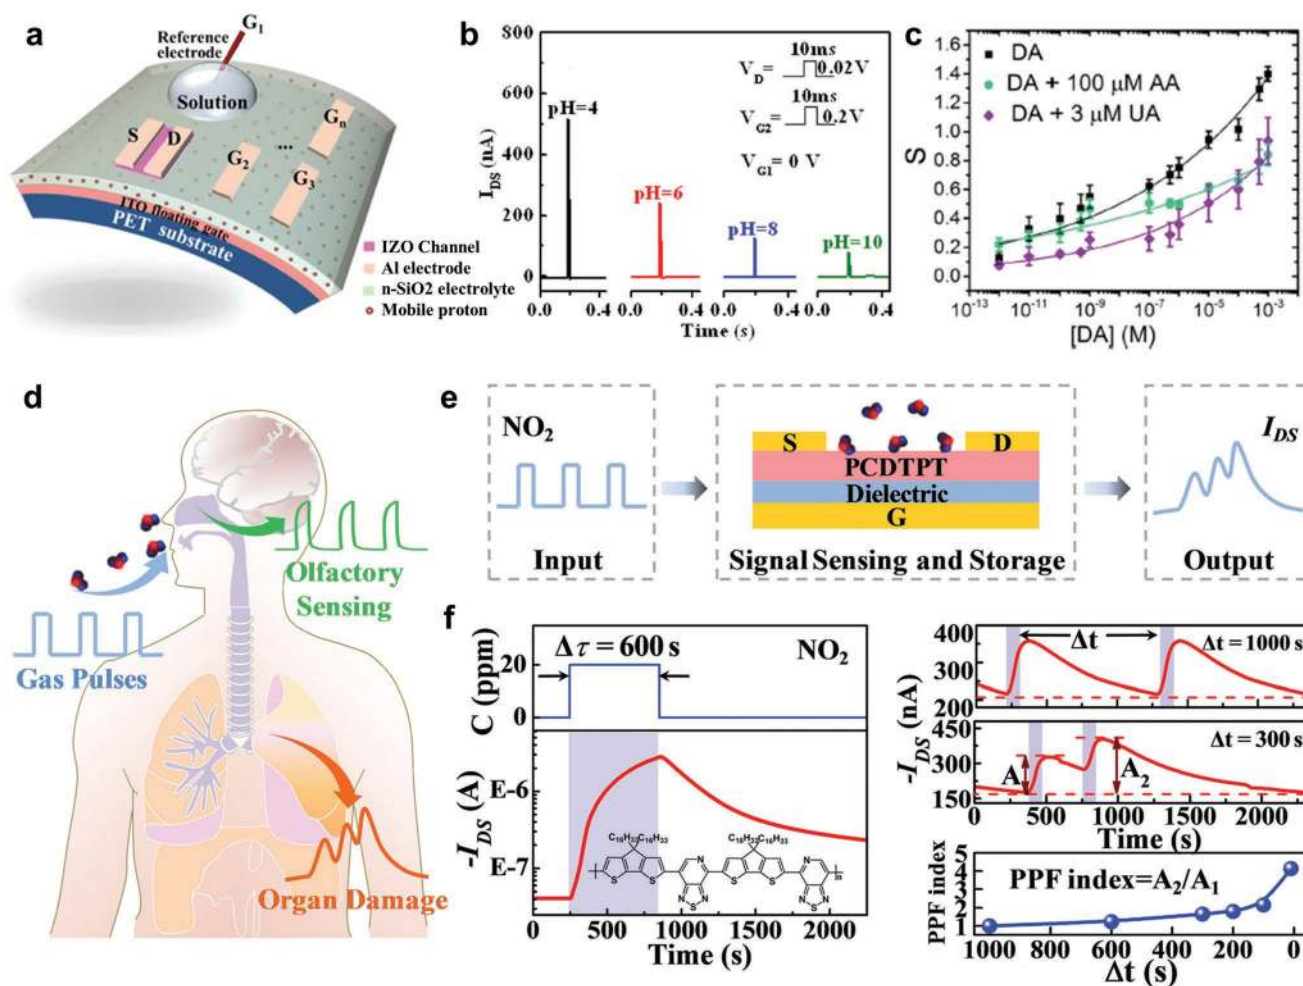 a
G1
Reference
electrode
Solution
S
D
Gn
...
G2
G3
ITO floating gate
PET substrate
IZO Channel
Al electrode
n-SiO2 electrolyte
Mobile proton
b
800
600
400
200
0
IDS (nA)
pH=4
pH=6
pH=8
pH=10
10ms
VD= 0.02V
10ms
VG2= 0.2V
VG1= 0 V
0.0 0.4 0.0 0.4 0.0 0.4 0.0 0.4
Time (s)
c
DA
DA + 100 μM AA
DA + 3 μM UA
1.6
1.4
1.2
1.0
0.8
0.6
0.4
0.2
0.0
S
10-13 10-11 10-9 10-7 10-5 10-3
[DA] (M)
d
Gas Pulses
Olfactory
Sensing
Organ Damage
e
NO2
Input
S
D
PCDTPT
Dielectric
G
Signal Sensing and Storage
IDS
Output
f
Δτ = 600 s
NO2
20
0
C (ppm)
E-6
E-7
-IDS (A)
C16H33 C16H33
C16H33 C16H33
N
N
S
S
S
S
N
N
S
N
N
S
n
0 500 1000 1500 2000
Time (s)
400
300
200
Δt
Δt = 1000 s
-IDS (nA)
450
300
150
A
A2
Δt = 300 s
0 500 1000 1500 2000
Time (s)
5
4
3
2
1
PPF index
PPF index=A2/A1
1000 800 600 400 200 0
Δt (s)